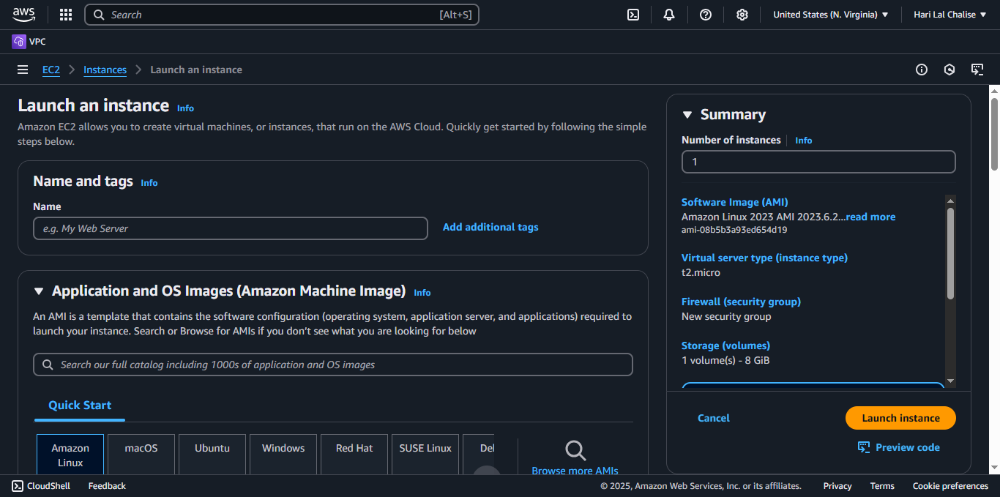 aws
Search [Alt+S]
United States (N. Virginia)
Hari Lal Chalise
VPC
EC2 Instances Launch an instance
Launch an instance Info
Amazon EC2 allows you to create virtual machines, or instances, that run on the AWS Cloud. Quickly get started by following the simple
steps below.
Name and tags Info
Name
e.g. My Web Server
Add additional tags
Application and OS Images (Amazon Machine Image) Info
An AMI is a template that contains the software configuration (operating system, application server, and applications) required to
launch your instance. Search or Browse for AMIs if you don't see what you are looking for below
Search our full catalog including 1000s of application and OS images
Quick Start
Amazon
Linux
macOS
Ubuntu
Windows
Red Hat
SUSE Linux
Browse more AMIs
Summary
Number of instances Info
1
Software Image (AMI)
Amazon Linux 2023 AMI 2023.6.2...read more
ami-08b5b3a93ed654d19
Virtual server type (instance type)
t2.micro
Firewall (security group)
New security group
Storage (volumes)
1 volume(s) - 8 GiB
Cancel
Launch instance
Preview code
CloudShell Feedback
© 2025, Amazon Web Services, Inc. or its affiliates. Privacy Terms Cookie preferences